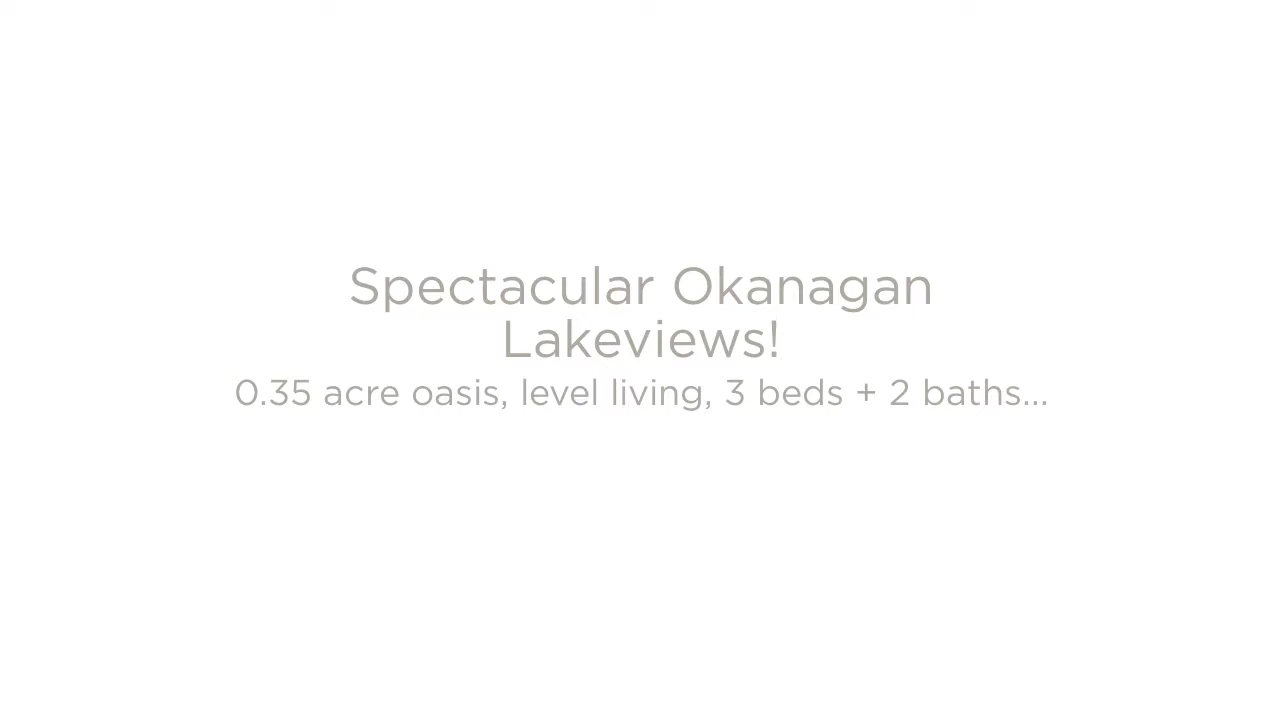 Spectacular Okanagan
Lakeviews!
0.35 acre oasis, level living, 3 beds + 2 baths...